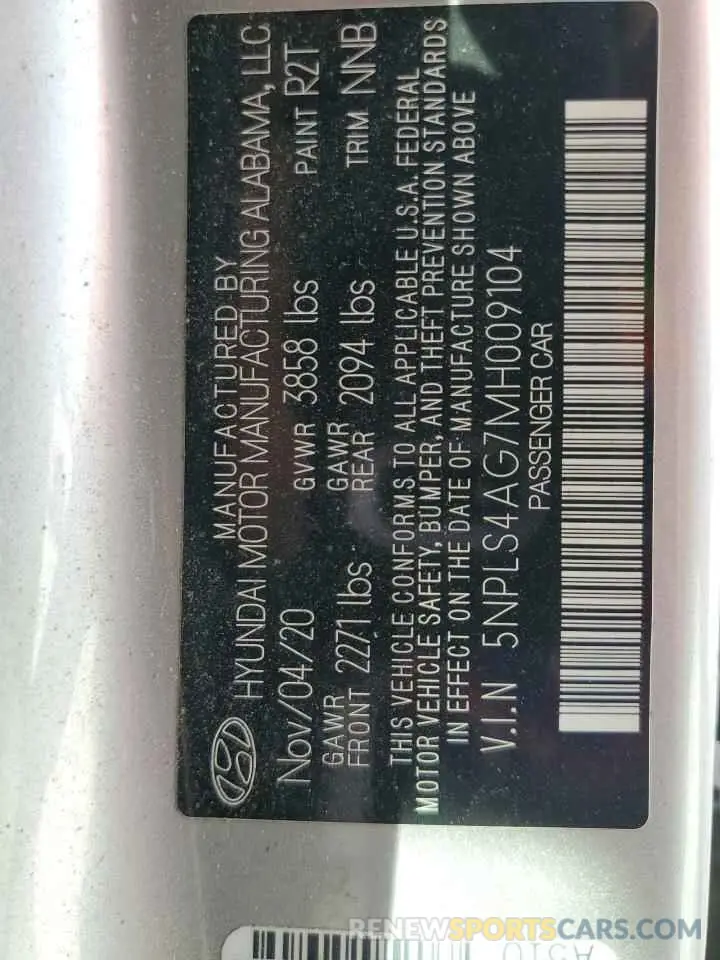 MANUFACTURED BY
HYUNDAI MOTOR MANUFACTURING ALABAMA, LLC
Nov/04/20 GVWR 3858 lbs PAINT R2T
GAWR GAWR
FRONT 2271 lbs REAR 2094 lbs TRIM NNB
THIS VEHICLE CONFORMS TO ALL APPLICABLE U.S.A. FEDERAL
MOTOR VEHICLE SAFETY, BUMPER, AND THEFT PREVENTION STANDARDS
IN EFFECT ON THE DATE OF MANUFACTURE SHOWN ABOVE
V.I.N 5NPLS4AG7MH009104
PASSENGER CAR
RENEWSPORTSCARS.COM